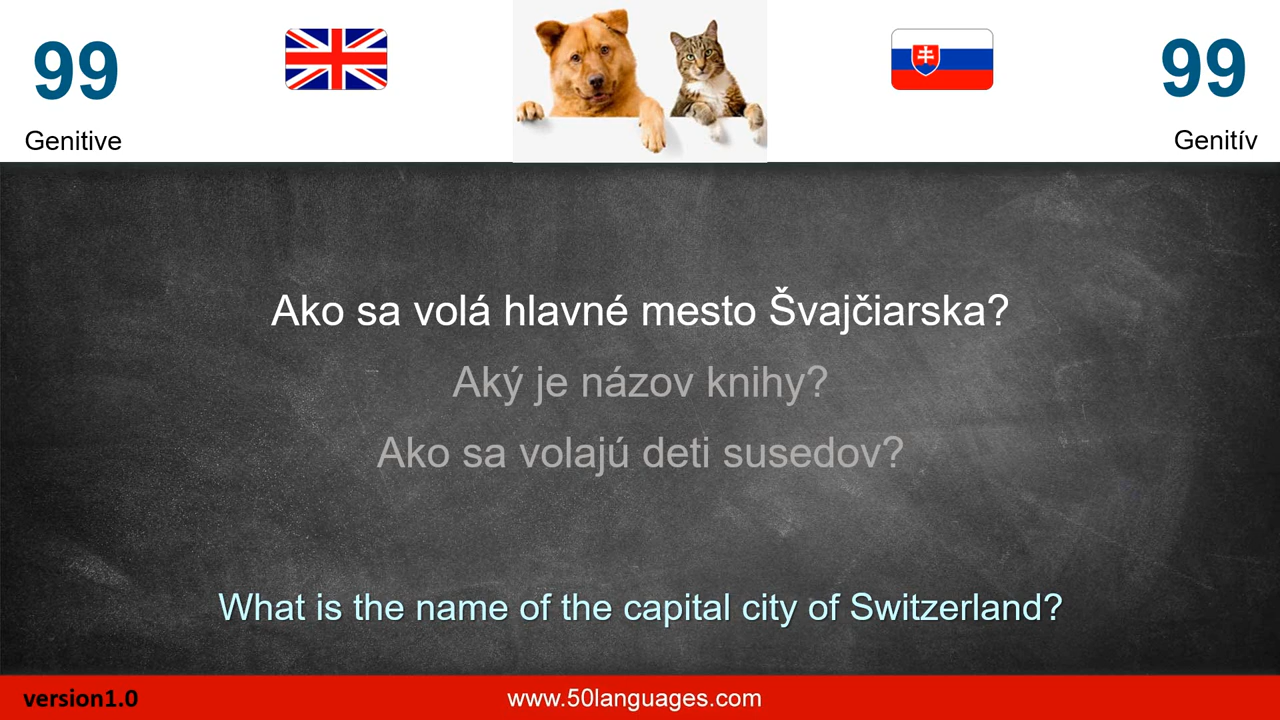 99
99
Genitive
Genitív
Ako sa volá hlavné mesto Švajčiarska?
Aký je názov knihy?
Ako sa volajú deti susedov?
What is the name of the capital city of Switzerland?
version1.0
www.50languages.com